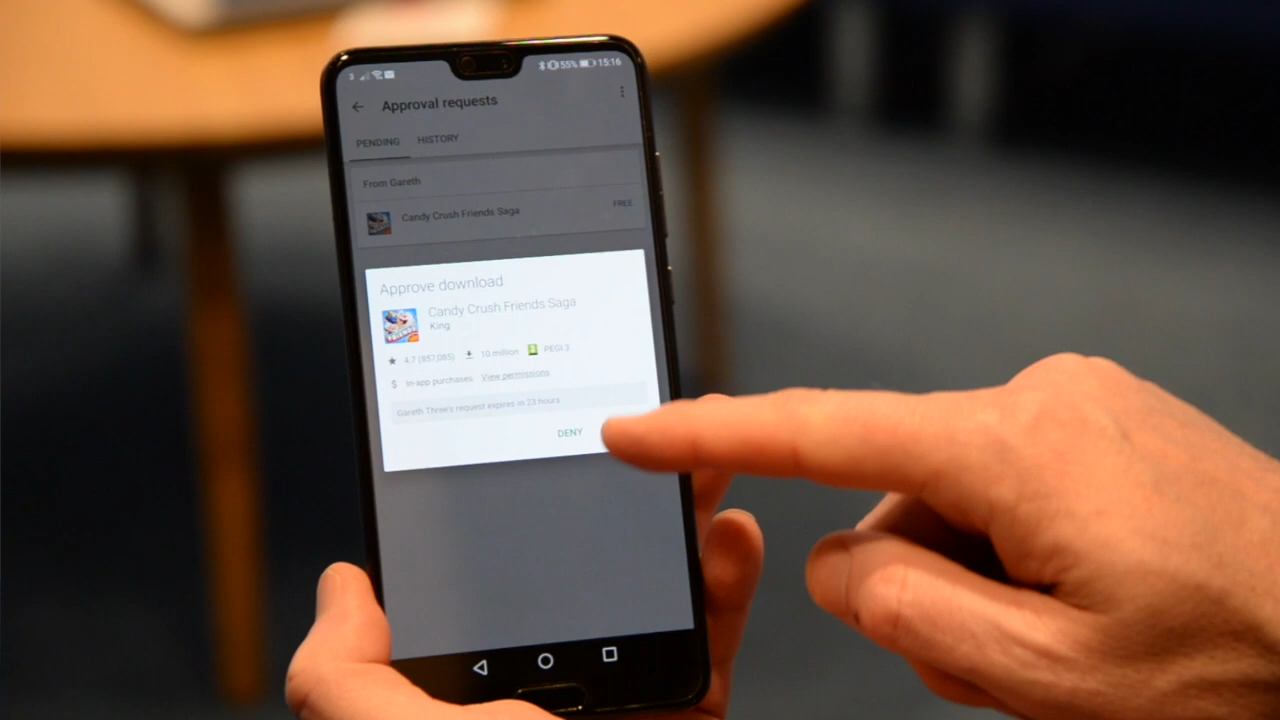 3 55% 15:16
Approval requests
PENDING HISTORY
From Gareth
Candy Crush Friends Saga FREE
Approve download
Candy Crush Friends Saga
King
4.7 (857,085) 10 million PEGI 3
$ In-app purchases View permissions
Gareth Three's request expires in 23 hours
DENY